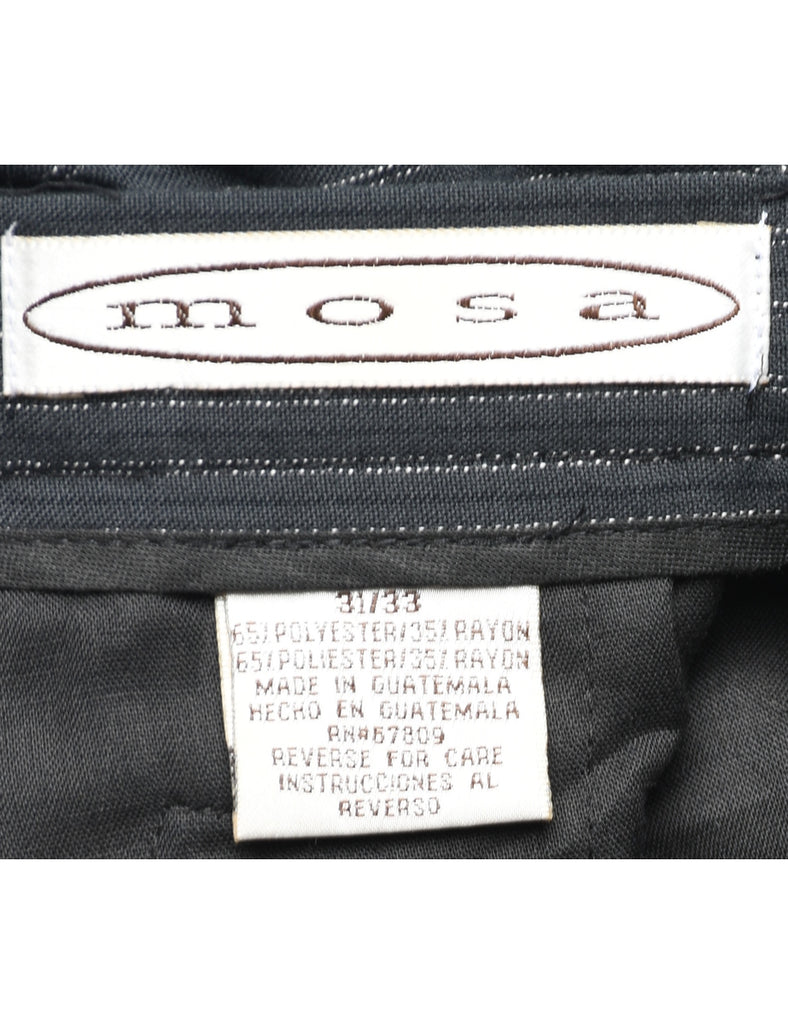 mosa
31/33
65%POLYESTER/35%RAYON
65%POLIESTER/35%RAYON
MADE IN GUATEMALA
HECHO EN GUATEMALA
RN#67809
REVERSE FOR CARE
INSTRUCCIONES AL
REVERSO